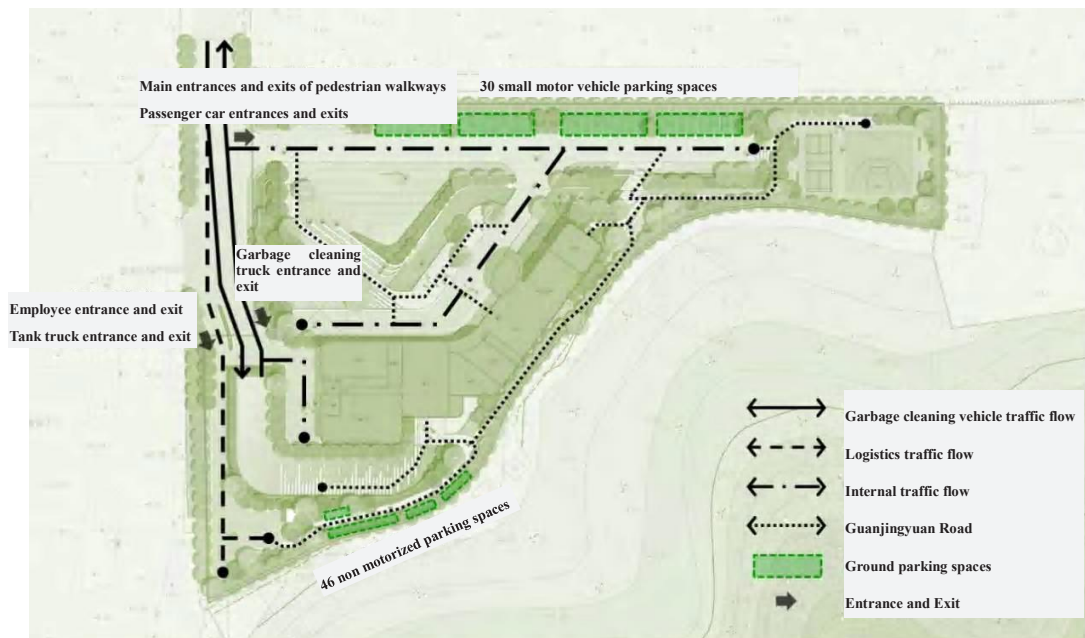 Main entrances and exits of pedestrian walkways
Passenger car entrances and exits
30 small motor vehicle parking spaces
Garbage cleaning
truck entrance and
exit
Employee entrance and exit
Tank truck entrance and exit
46 non motorized parking spaces
Garbage cleaning vehicle traffic flow
Logistics traffic flow
Internal traffic flow
Guanjingyuan Road
Ground parking spaces
Entrance and Exit